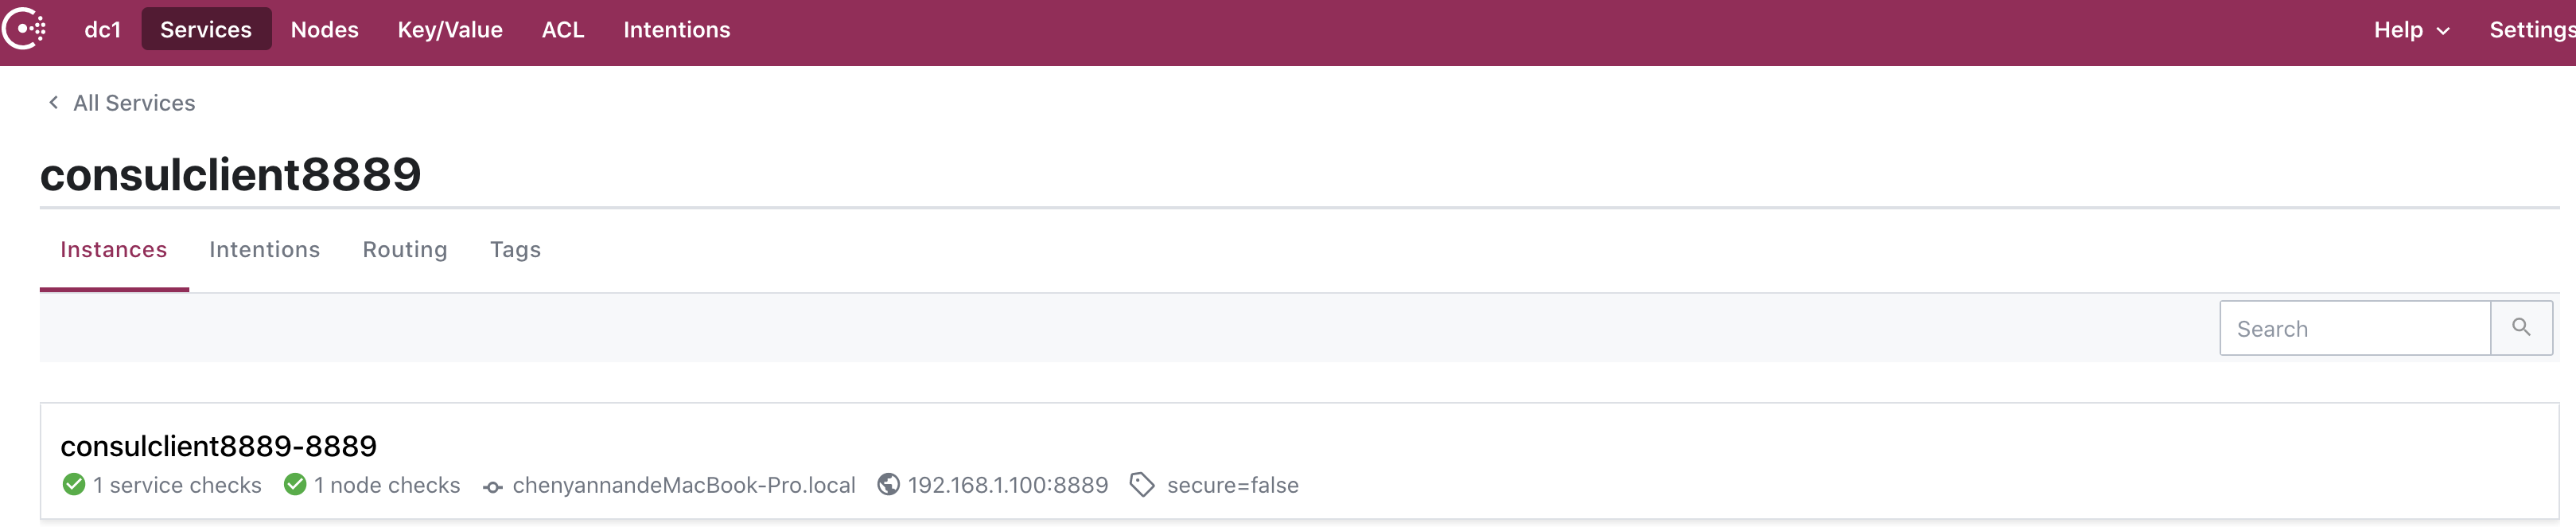 dc1 Services Nodes Key/Value ACL Intentions Help Settings
All Services
consulclient8889
Instances Intentions Routing Tags
Search
consulclient8889-8889
1 service checks 1 node checks chenyannandeMacBook-Pro.local 192.168.1.100:8889 secure=false